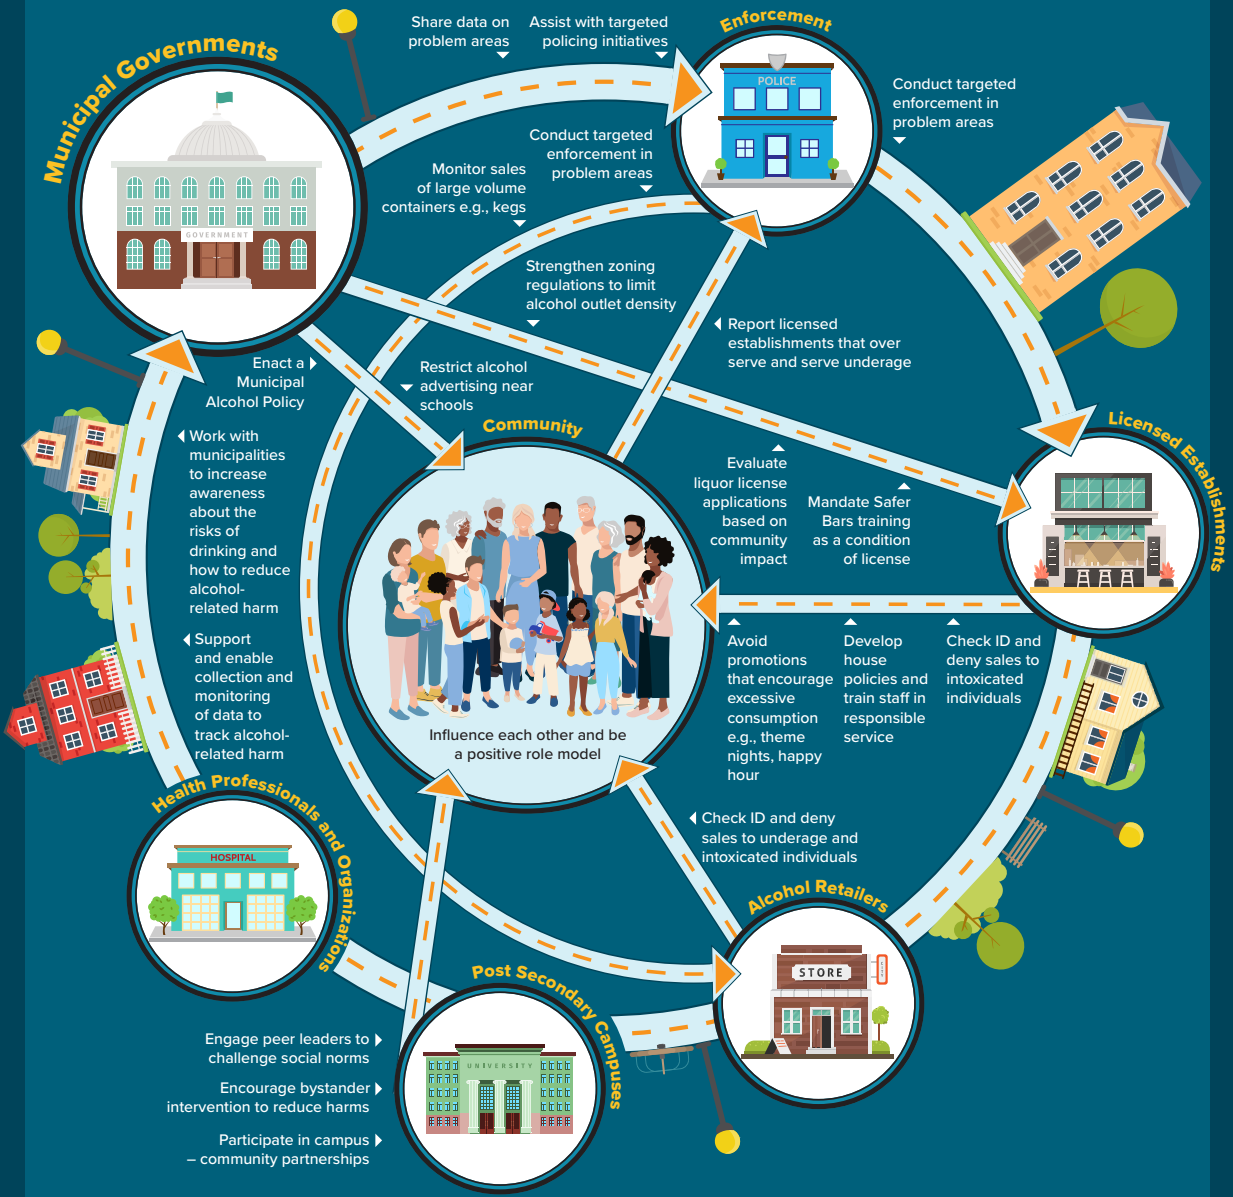 Share data on
problem areas
Assist with targeted
policing initiatives
Enforcement
POLICE
Municipal Governments
GOVERNMENT
Conduct targeted
enforcement in
problem areas
Conduct targeted
enforcement in
problem areas
Monitor sales
of large volume
containers e.g., kegs
Strengthen zoning
regulations to limit
alcohol outlet density
Report licensed
establishments that over
serve and serve underage
Enact a
Municipal
Alcohol Policy
Restrict alcohol
advertising near
schools
Community
Licensed Establishments
Work with
municipalities
to increase
awareness
about the
risks of
drinking and
how to reduce
alcohol-
related harm
Evaluate
liquor license
applications
based on
community
impact
Mandate Safer
Bars training
as a condition
of license
Support
and enable
collection and
monitoring
of data to
track alcohol-
related harm
Avoid
promotions
that encourage
excessive
consumption
e.g., theme
nights, happy
hour
Develop
house
policies and
train staff in
responsible
service
Check ID and
deny sales to
intoxicated
individuals
Influence each other and be
a positive role model
Health Professionals and Organizations
HOSPITAL
Check ID and deny
sales to underage and
intoxicated individuals
Alcohol Retailers
STORE
Post Secondary Campuses
UNIVERSITY
Engage peer leaders to
challenge social norms
Encourage bystander
intervention to reduce harms
Participate in campus
– community partnerships